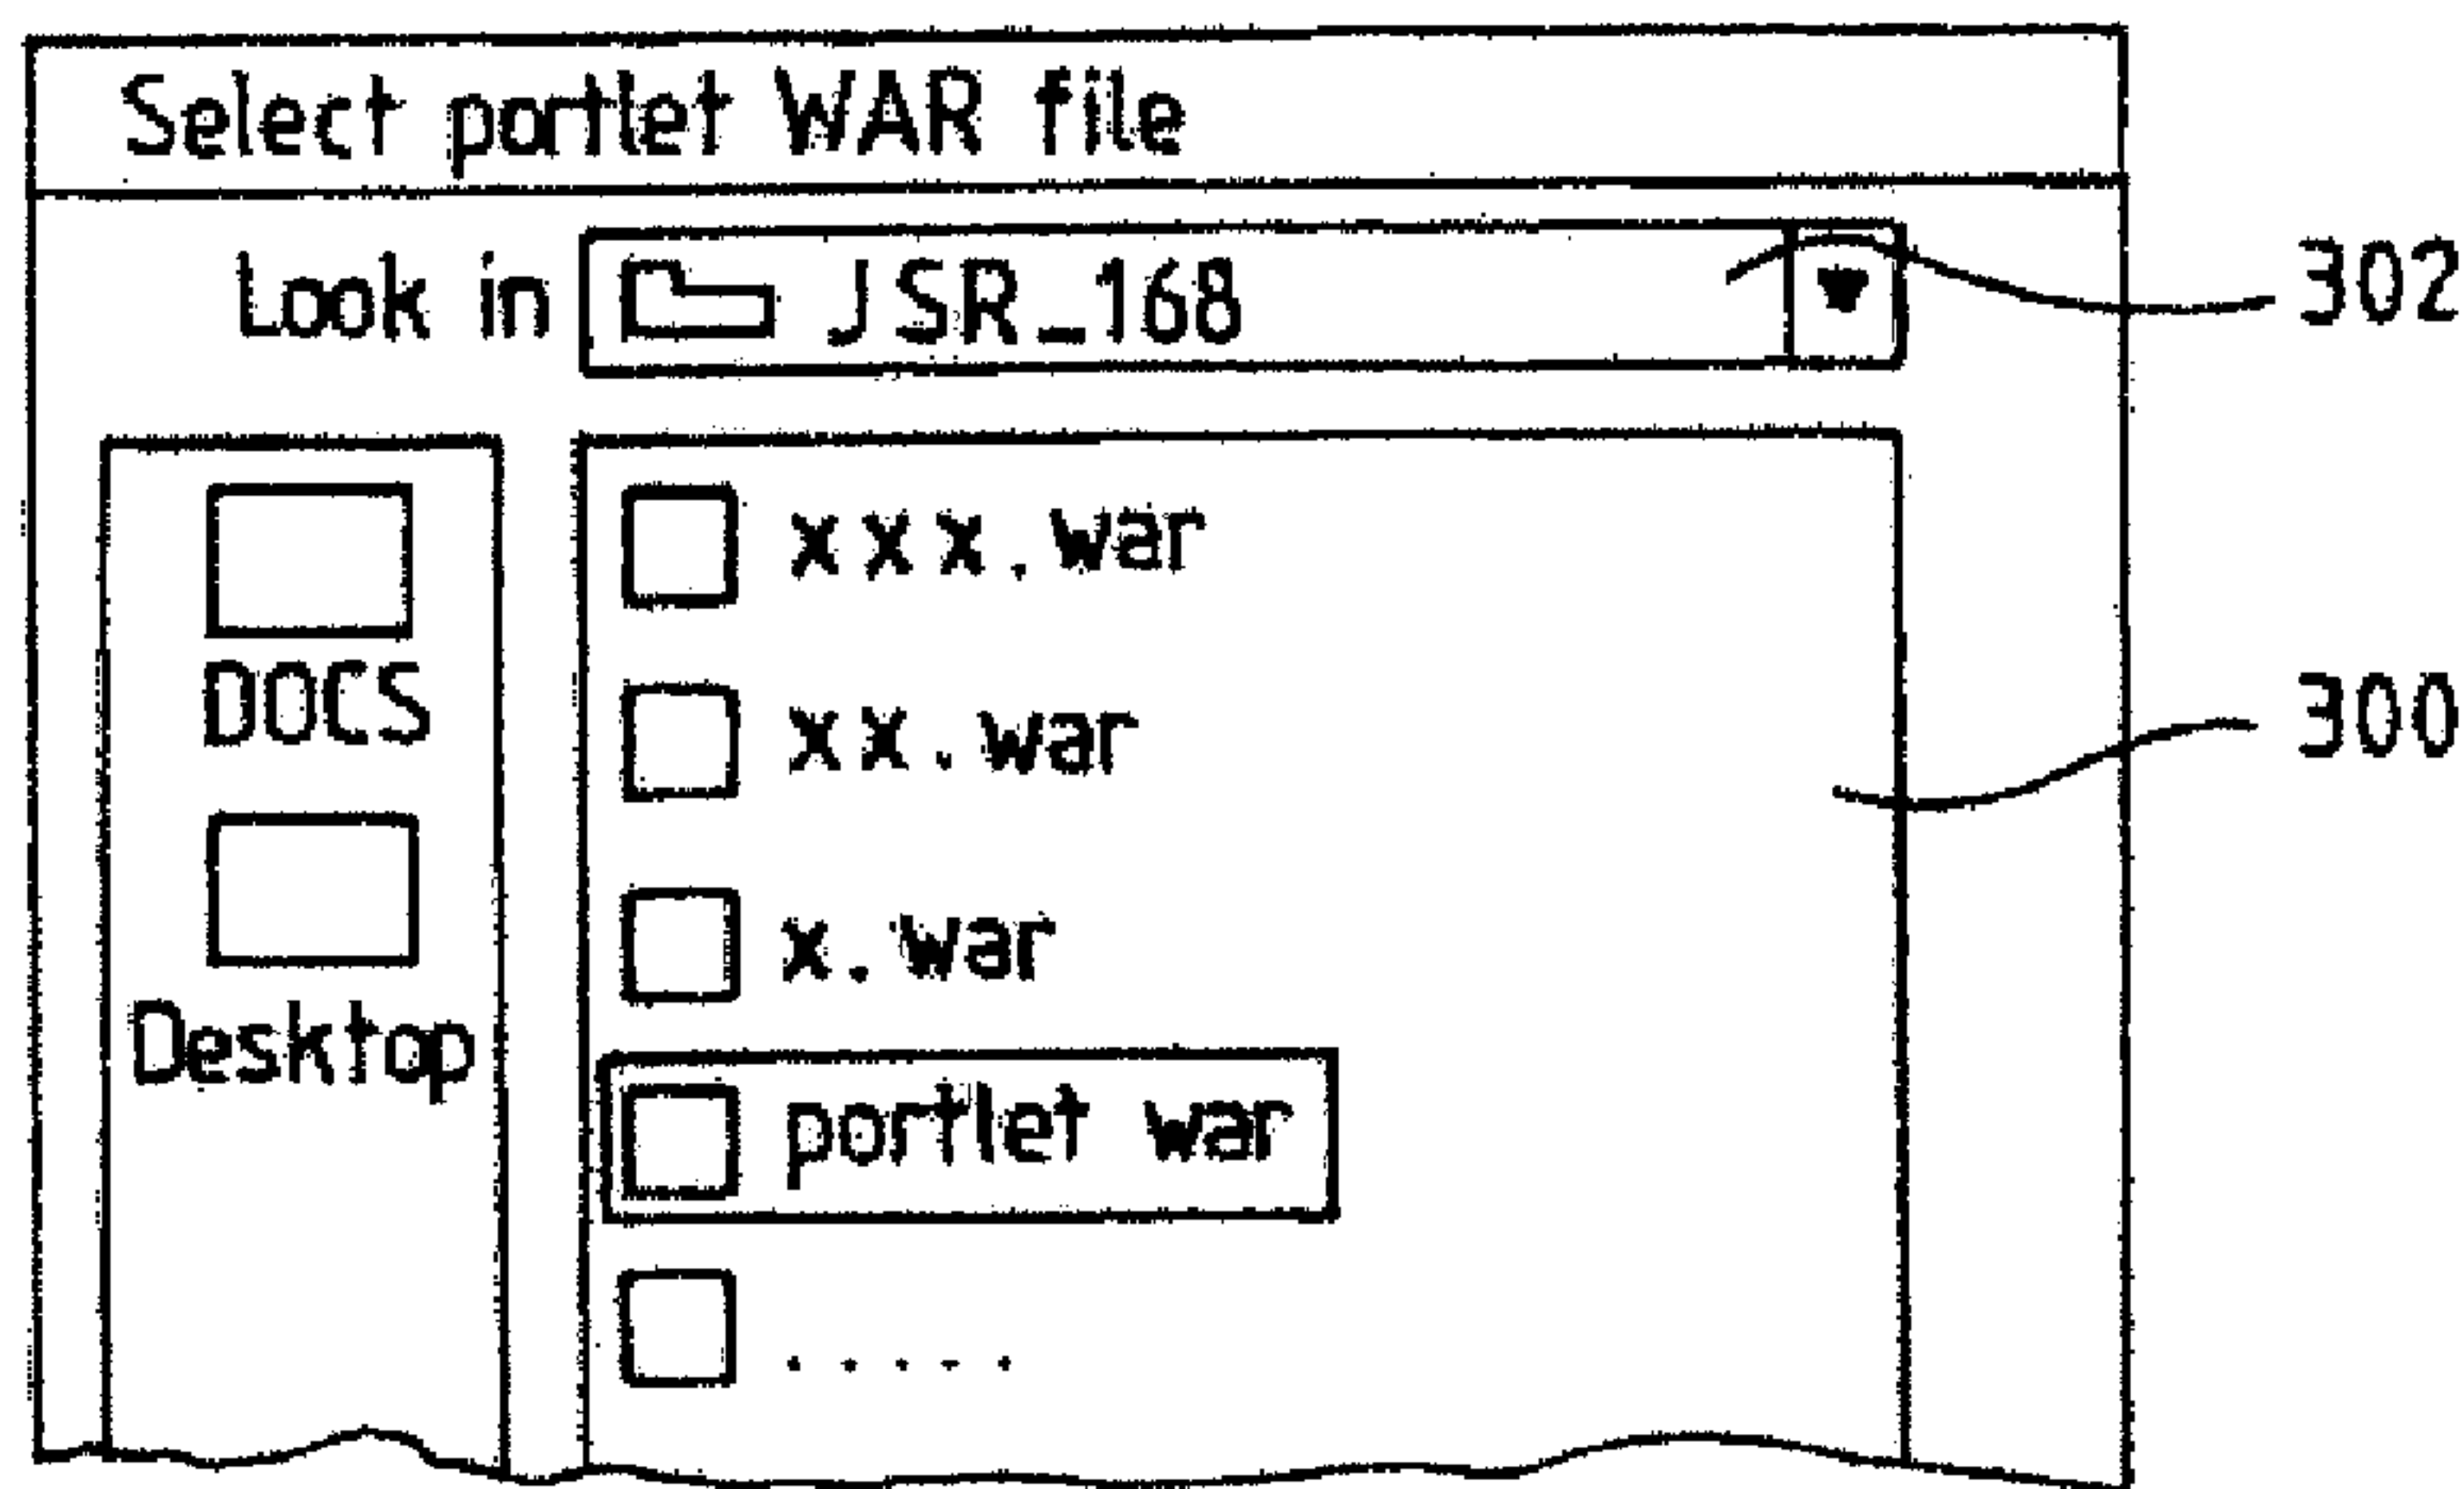 Select portlet WAR file
Look in JSR_168
302
DOCS
Desktop
xxx.war
xx.war
300
x.war
portlet war
.....